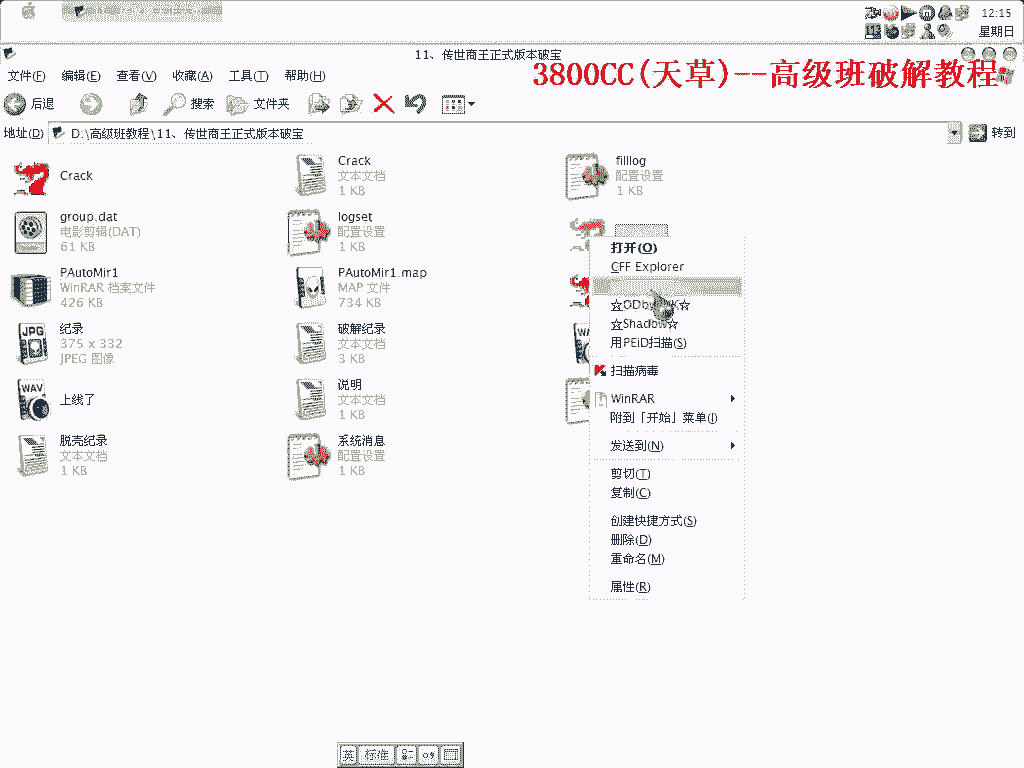 12:15
星期日
11、传世商王正式版本破宝
文件(F) 编辑(E) 查看(V) 收藏(A) 工具(T) 帮助(H)
3800CC(天草)--高级班破解教程
后退 搜索 文件夹
地址(D) D:\高级班教程\11、传世商王正式版本破宝 转到
Crack
Crack
文本文档
1 KB
filllog
配置设置
1 KB
group.dat
电影剪辑(DAT)
61 KB
logset
配置设置
1 KB
PAutoMir1
WinRAR 档案文件
426 KB
PAutoMir1.map
MAP 文件
734 KB
JPG
纪录
375 x 332
JPEG 图像
破解纪录
文本文档
3 KB
WAV
上线了
说明
文本文档
1 KB
脱壳纪录
文本文档
1 KB
系统消息
配置设置
1 KB
打开(O)
CFF Explorer
☆Shadow☆
用PEiD扫描(S)
扫描病毒
WinRAR
附到「开始」菜单(I)
发送到(N)
剪切(T)
复制(C)
创建快捷方式(S)
删除(D)
重命名(M)
属性(R)
英 标准